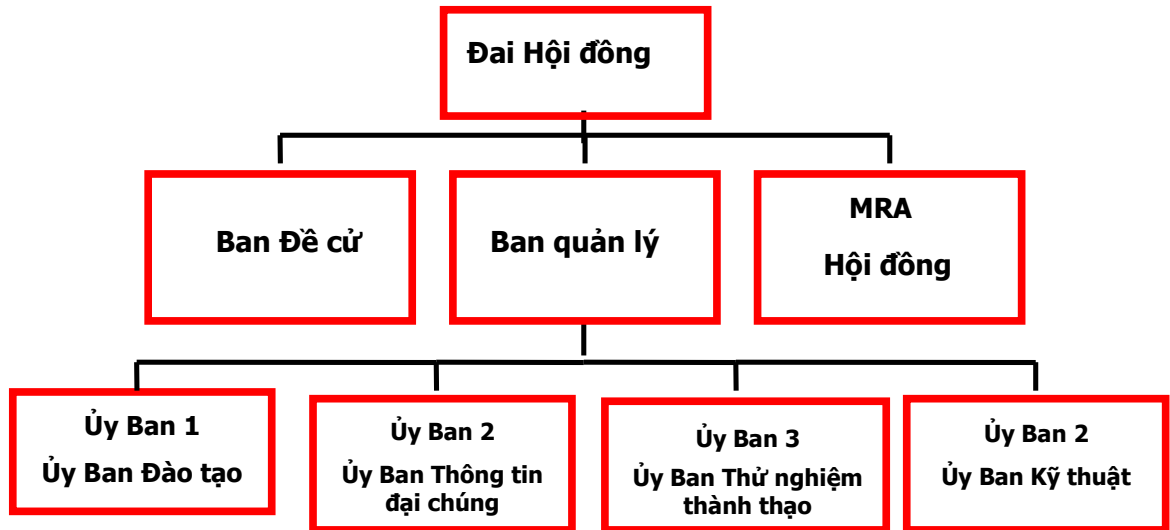 Đai Hội đồng
Ban Đề cử
Ban quản lý
MRA
Hội đồng
Ủy Ban 1
Ủy Ban Đào tạo
Ủy Ban 2
Ủy Ban Thông tin
đại chúng
Ủy Ban 3
Ủy Ban Thử nghiệm
thành thạo
Ủy Ban 2
Ủy Ban Kỹ thuật